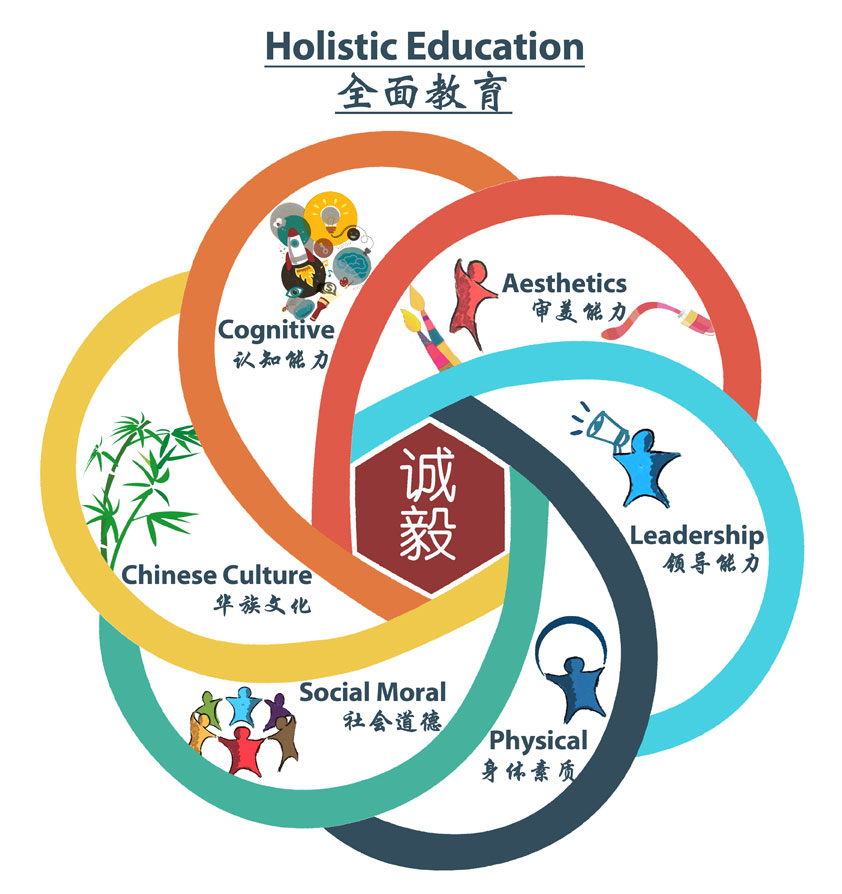 Holistic Education
全面教育
Cognitive
认知能力
Aesthetics
审美能力
Leadership
领导能力
Physical
身体素质
Social Moral
社会道德
Chinese Culture
华族文化
诚
毅